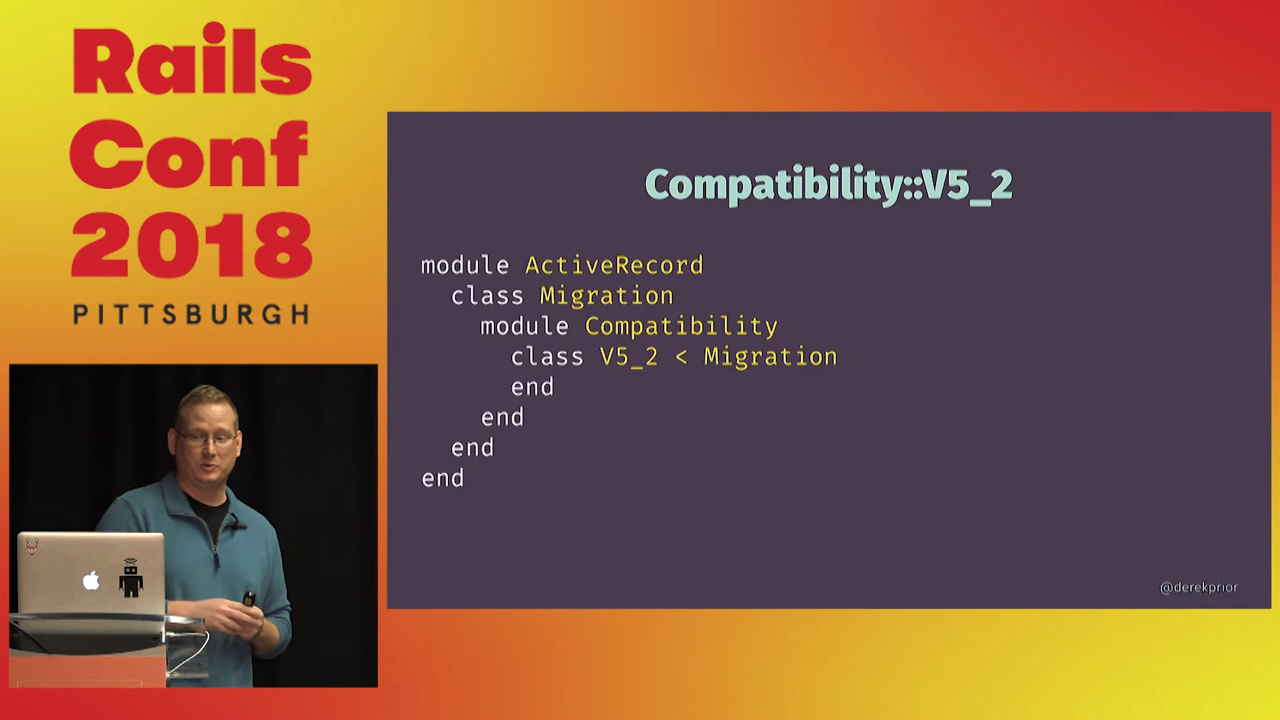 Rails
Conf
2018
PITTSBURGH
Compatibility::V5_2
module ActiveRecord
  class Migration
    module Compatibility
      class V5_2 < Migration
      end
    end
  end
end
@derekprior